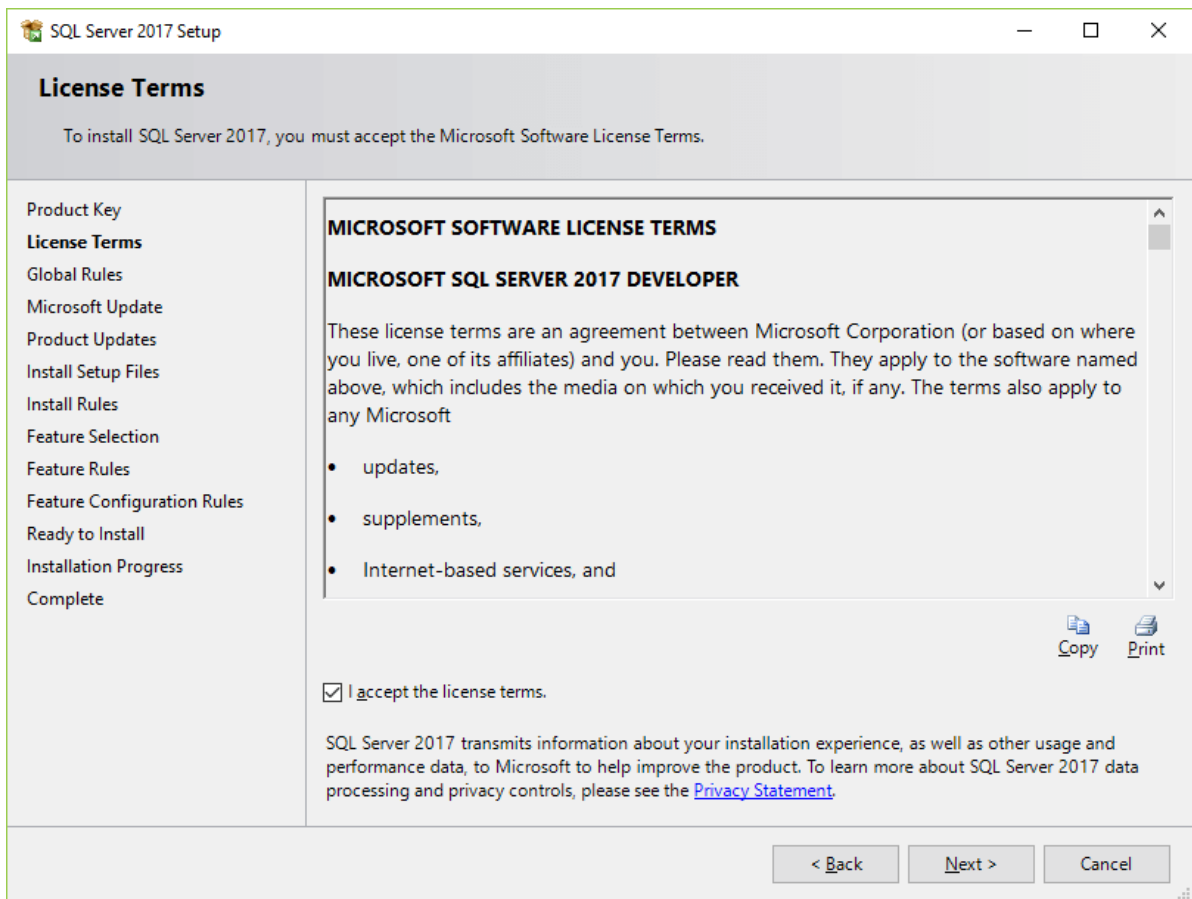 SQL Server 2017 Setup
License Terms
To install SQL Server 2017, you must accept the Microsoft Software License Terms.
Product Key
License Terms
Global Rules
Microsoft Update
Product Updates
Install Setup Files
Install Rules
Feature Selection
Feature Rules
Feature Configuration Rules
Ready to Install
Installation Progress
Complete
MICROSOFT SOFTWARE LICENSE TERMS
MICROSOFT SQL SERVER 2017 DEVELOPER
These license terms are an agreement between Microsoft Corporation (or based on where
you live, one of its affiliates) and you. Please read them. They apply to the software named
above, which includes the media on which you received it, if any. The terms also apply to
any Microsoft
• updates,
• supplements,
• Internet-based services, and
Copy
Print
I accept the license terms.
SQL Server 2017 transmits information about your installation experience, as well as other usage and
performance data, to Microsoft to help improve the product. To learn more about SQL Server 2017 data
processing and privacy controls, please see the Privacy Statement.
< Back
Next >
Cancel